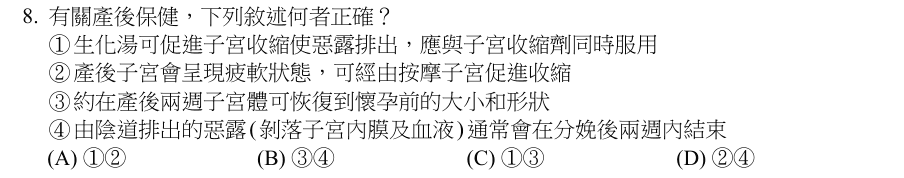 8. 有關產後保健，下列敘述何者正確？
①生化湯可促進子宮收縮使惡露排出，應與子宮收縮劑同時服用
②產後子宮會呈現疲軟狀態，可經由按摩子宮促進收縮
③約在產後兩週子宮體可恢復到懷孕前的大小和形狀
④由陰道排出的惡露(剝落子宮內膜及血液)通常會在分娩後兩週內結束
(A) ①② (B) ③④ (C) ①③ (D) ②④